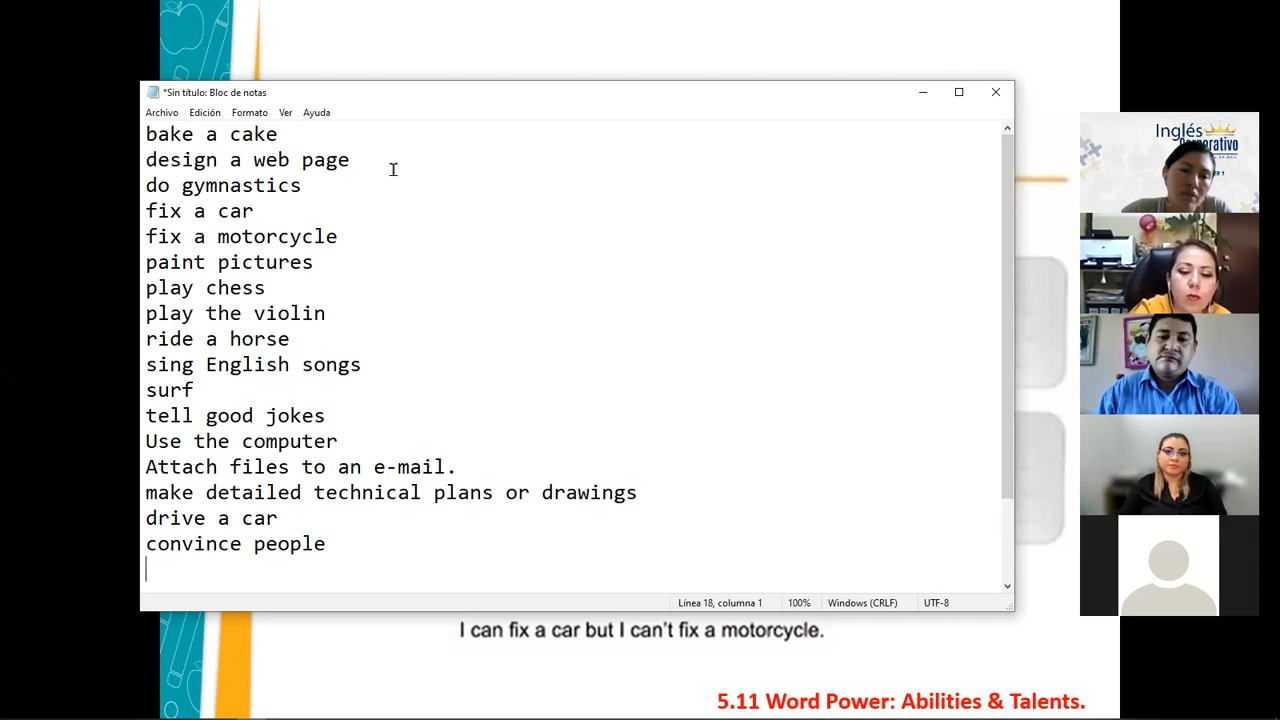 *Sin título: Bloc de notas
Archivo Edición Formato Ver Ayuda
bake a cake
design a web page
do gymnastics
fix a car
fix a motorcycle
paint pictures
play chess
play the violin
ride a horse
sing English songs
surf
tell good jokes
Use the computer
Attach files to an e-mail.
make detailed technical plans or drawings
drive a car
convince people
Línea 18, columna 1 100% Windows (CRLF) UTF-8
I can fix a car but I can't fix a motorcycle.
5.11 Word Power: Abilities & Talents.
Inglés